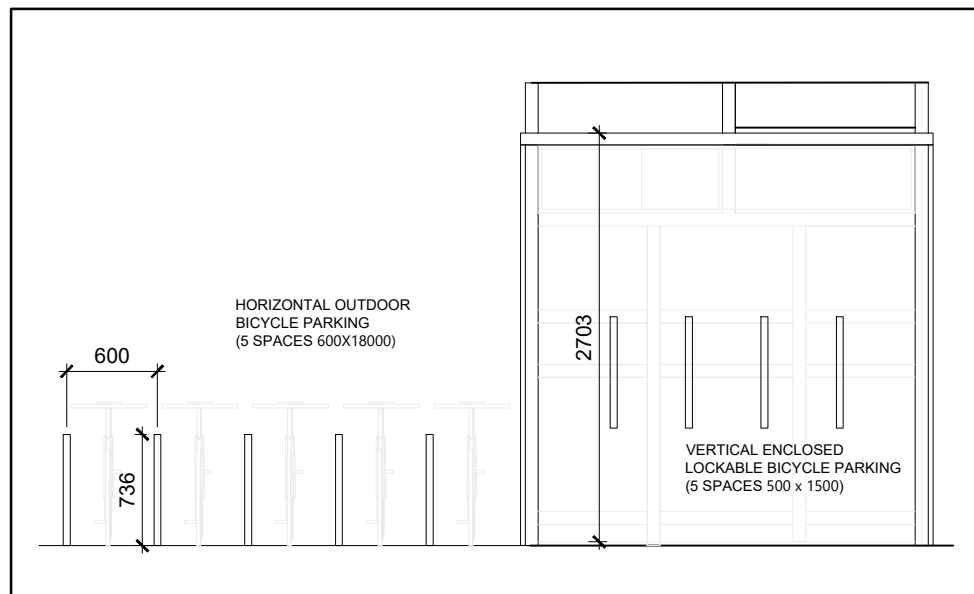 HORIZONTAL OUTDOOR
BICYCLE PARKING
(5 SPACES 600X18000)
600
736
2703
VERTICAL ENCLOSED
LOCKABLE BICYCLE PARKING
(5 SPACES 500 x 1500)